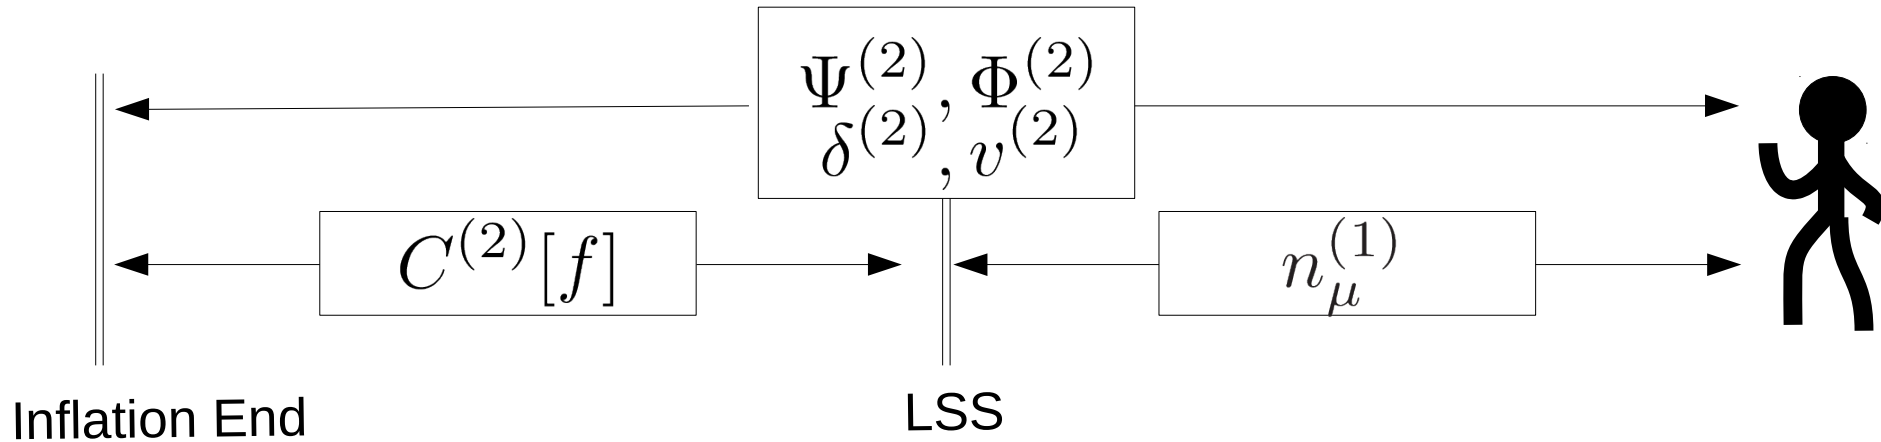 Ψ⁽²⁾, Φ⁽²⁾
δ⁽²⁾, v⁽²⁾
C⁽²⁾[f]
n_μ⁽¹⁾
Inflation End
LSS